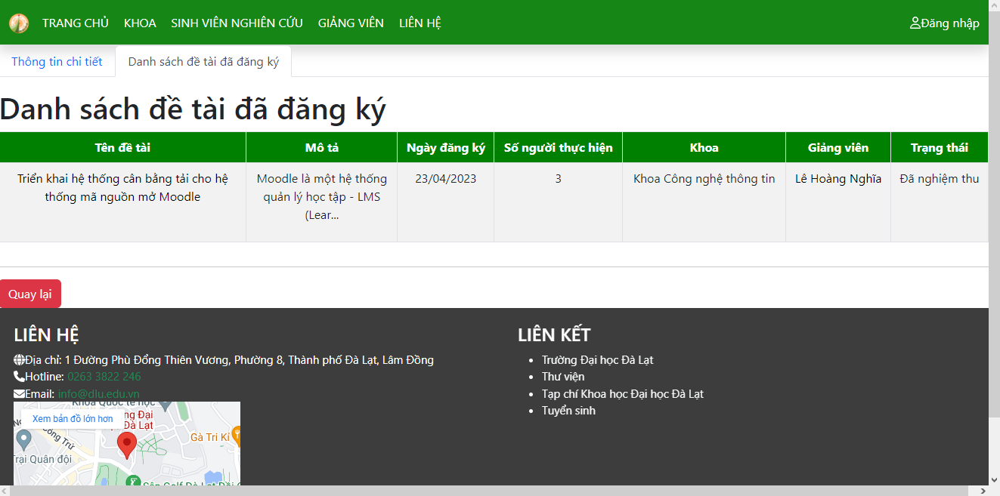 TRANG CHỦ KHOA SINH VIÊN NGHIÊN CỨU GIẢNG VIÊN LIÊN HỆ Đăng nhập
Thông tin chi tiết Danh sách đề tài đã đăng ký
Danh sách đề tài đã đăng ký
Tên đề tài Mô tả Ngày đăng ký Số người thực hiện Khoa Giảng viên Trạng thái
Triển khai hệ thống cân bằng tải cho hệ
thống mã nguồn mở Moodle
Moodle là một hệ thống
quản lý học tập - LMS
(Lear...
23/04/2023
3
Khoa Công nghệ thông tin
Lê Hoàng Nghĩa
Đã nghiệm thu
Quay lại
LIÊN HỆ
Địa chỉ: 1 Đường Phù Đổng Thiên Vương, Phường 8, Thành phố Đà Lạt, Lâm Đồng
Hotline: 0263 3822 246
Email: info@dlu.edu.vn
Khoa Quốc tế học
Xem bản đồ lớn hơn
ng Đại
Đà Lạt
ông Trứ
Gà Tri Kỉ
Trại Quân đội
LIÊN KẾT
Trường Đại học Đà Lạt
Thư viện
Tạp chí Khoa học Đại học Đà Lạt
Tuyển sinh